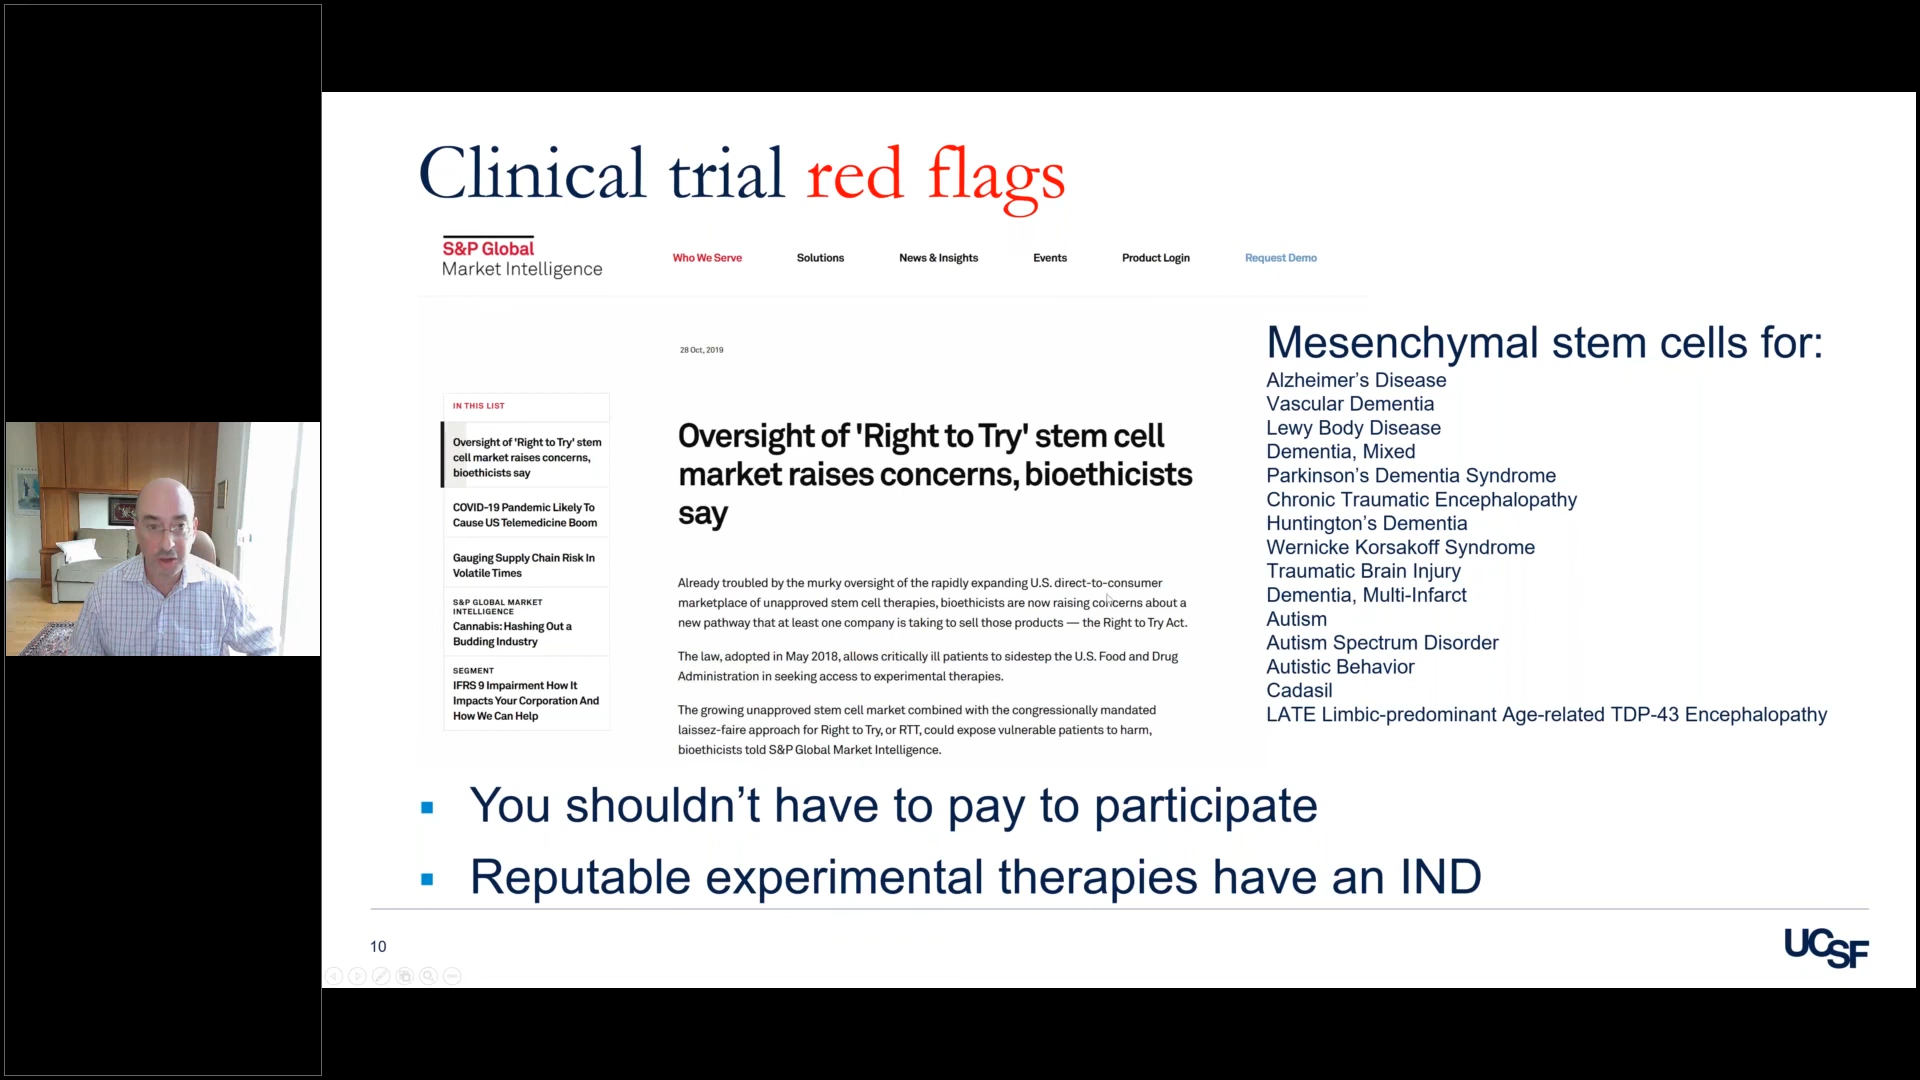 Clinical trial red flags
S&P Global
Market Intelligence
Who We Serve
Solutions
News & Insights
Events
Product Login
Request Demo
28 Oct, 2019
IN THIS LIST
Oversight of 'Right to Try' stem
cell market raises concerns,
bioethicists say
COVID-19 Pandemic Likely To
Cause US Telemedicine Boom
Gauging Supply Chain Risk In
Volatile Times
S&P GLOBAL MARKET
INTELLIGENCE
Cannabis: Hashing Out a
Budding Industry
SEGMENT
IFRS 9 Impairment How It
Impacts Your Corporation And
How We Can Help
Oversight of 'Right to Try' stem cell
market raises concerns, bioethicists
say
Already troubled by the murky oversight of the rapidly expanding U.S. direct-to-consumer
marketplace of unapproved stem cell therapies, bioethicists are now raising concerns about a
new pathway that at least one company is taking to sell those products — the Right to Try Act.
The law, adopted in May 2018, allows critically ill patients to sidestep the U.S. Food and Drug
Administration in seeking access to experimental therapies.
The growing unapproved stem cell market combined with the congressionally mandated
laissez-faire approach for Right to Try, or RTT, could expose vulnerable patients to harm,
bioethicists told S&P Global Market Intelligence.
Mesenchymal stem cells for:
Alzheimer’s Disease
Vascular Dementia
Lewy Body Disease
Dementia, Mixed
Parkinson’s Dementia Syndrome
Chronic Traumatic Encephalopathy
Huntington’s Dementia
Wernicke Korsakoff Syndrome
Traumatic Brain Injury
Dementia, Multi-Infarct
Autism
Autism Spectrum Disorder
Autistic Behavior
Cadasil
LATE Limbic-predominant Age-related TDP-43 Encephalopathy
▪ You shouldn’t have to pay to participate
▪ Reputable experimental therapies have an IND
10
UCSF